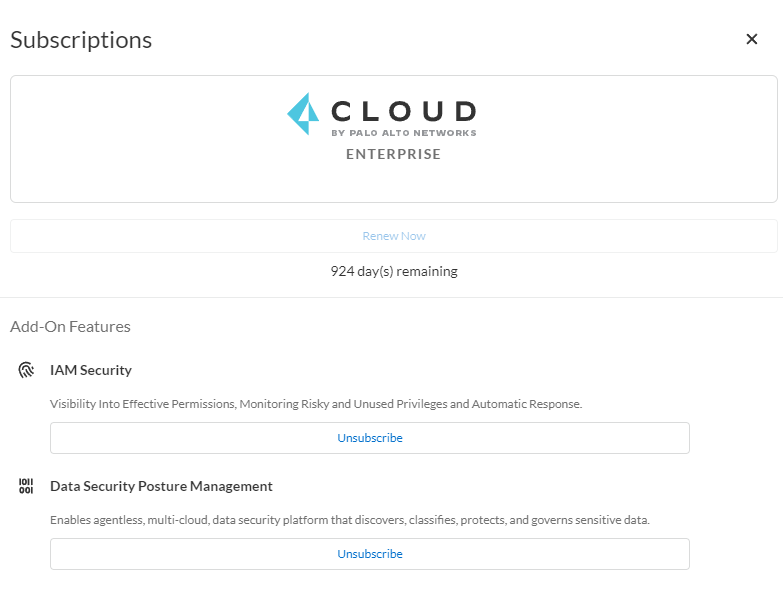 Subscriptions
CLOUD
BY PALO ALTO NETWORKS
ENTERPRISE
Renew Now
924 day(s) remaining
Add-On Features
IAM Security
Visibility Into Effective Permissions, Monitoring Risky and Unused Privileges and Automatic Response.
Unsubscribe
Data Security Posture Management
Enables agentless, multi-cloud, data security platform that discovers, classifies, protects, and governs sensitive data.
Unsubscribe